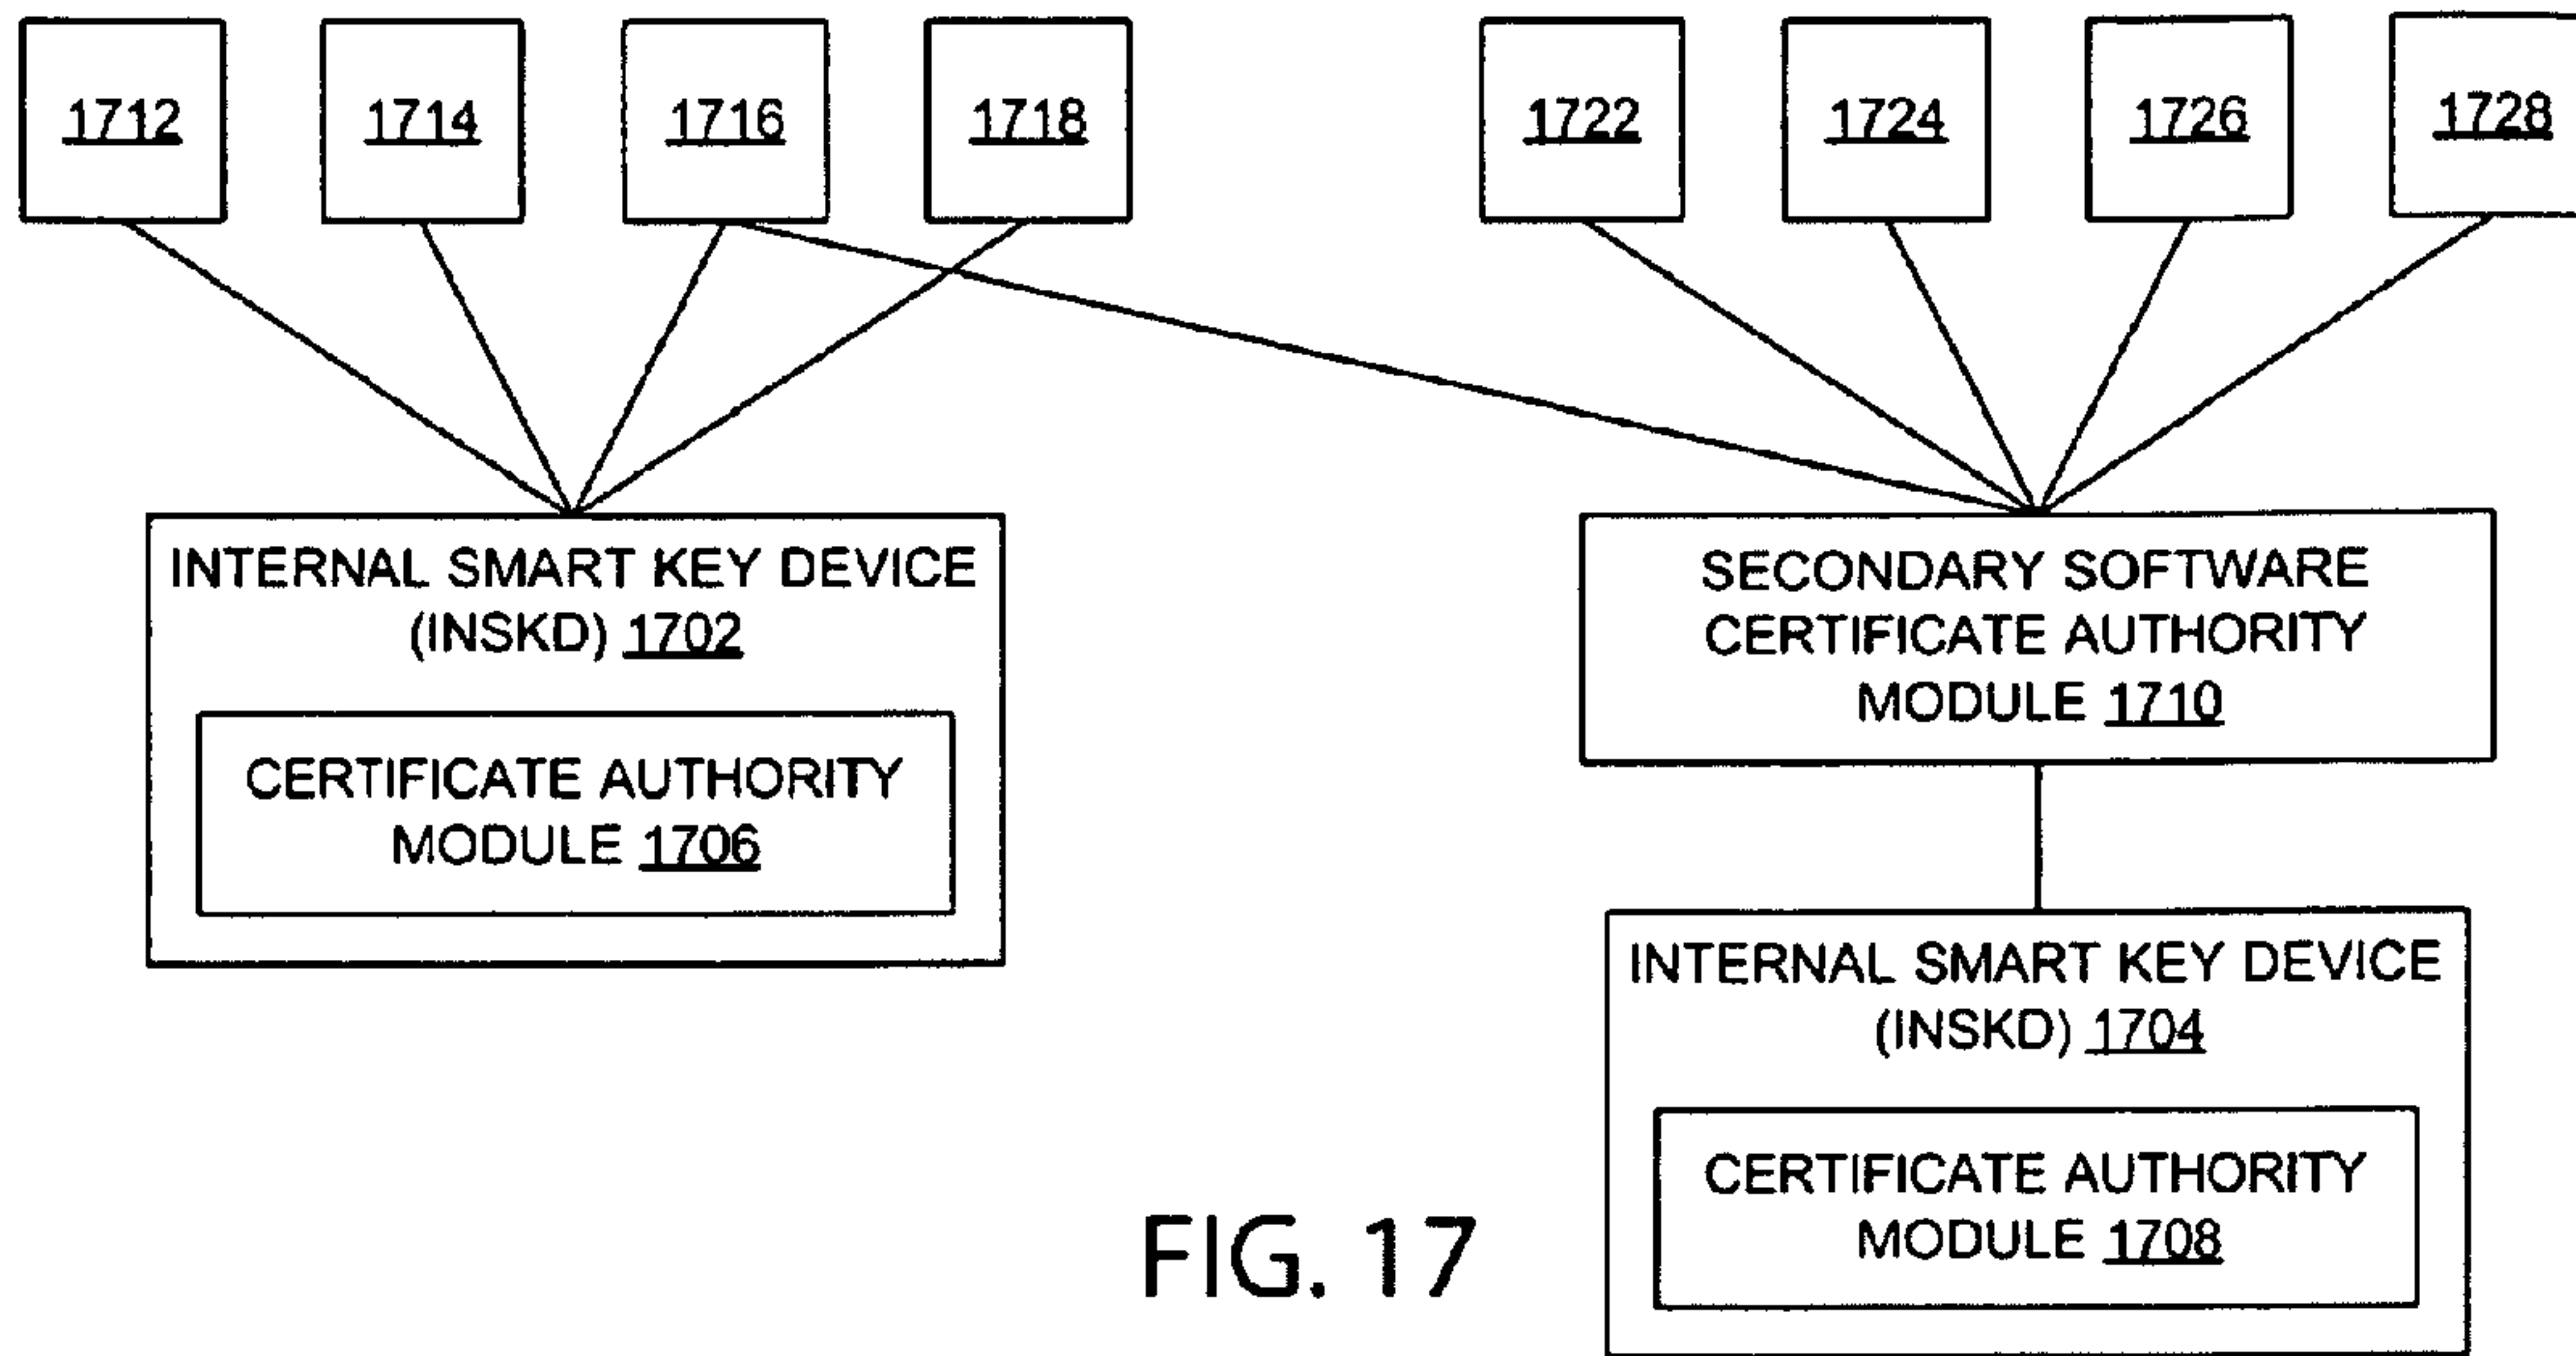 1712
1714
1716
1718
1722
1724
1726
1728
INTERNAL SMART KEY DEVICE
(INSKD) 1702
CERTIFICATE AUTHORITY
MODULE 1706
SECONDARY SOFTWARE
CERTIFICATE AUTHORITY
MODULE 1710
INTERNAL SMART KEY DEVICE
(INSKD) 1704
CERTIFICATE AUTHORITY
MODULE 1708
FIG. 17